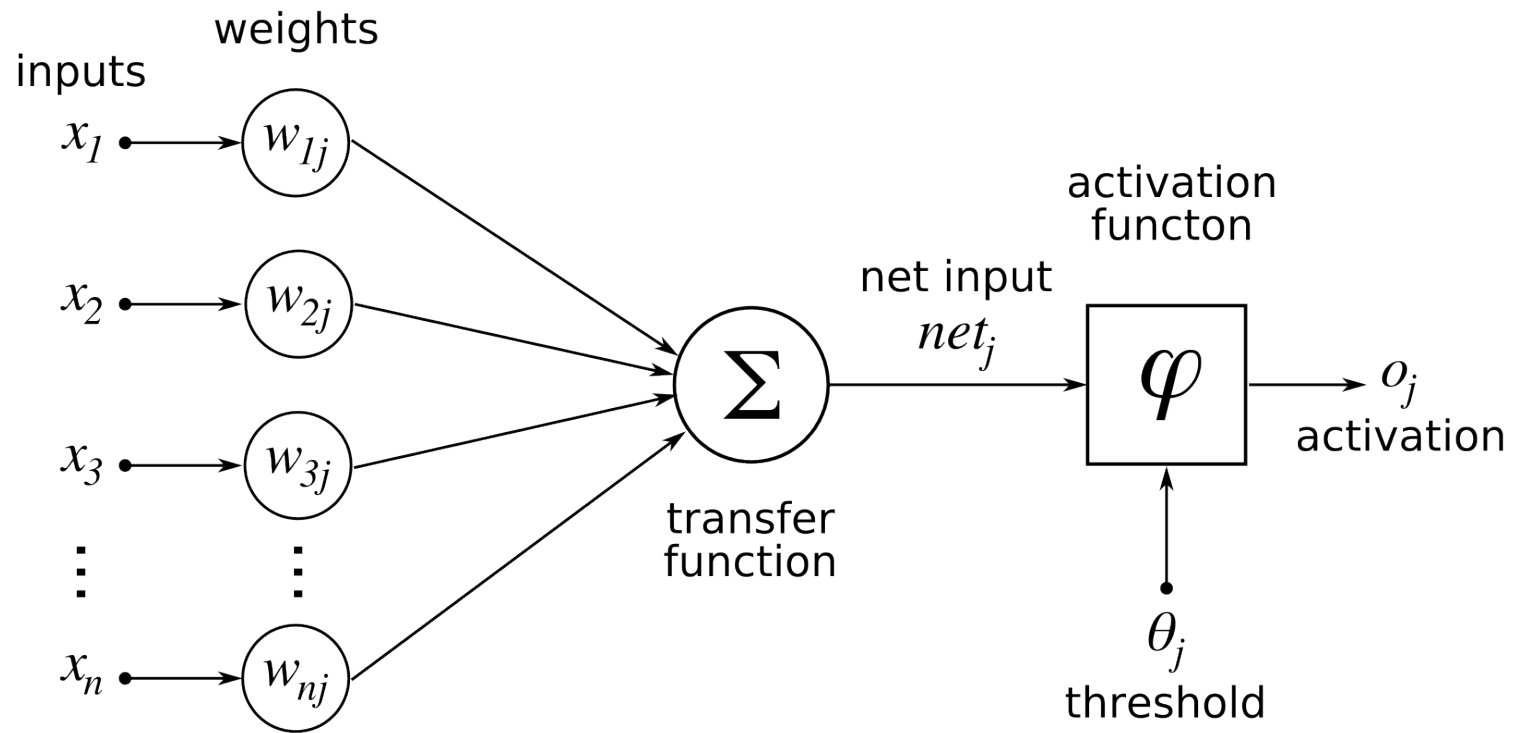 weights
inputs
x1
w1j
x2
w2j
x3
w3j
xn
wnj
Σ
transfer
function
net input
netj
activation
functon
φ
oj
activation
θj
threshold